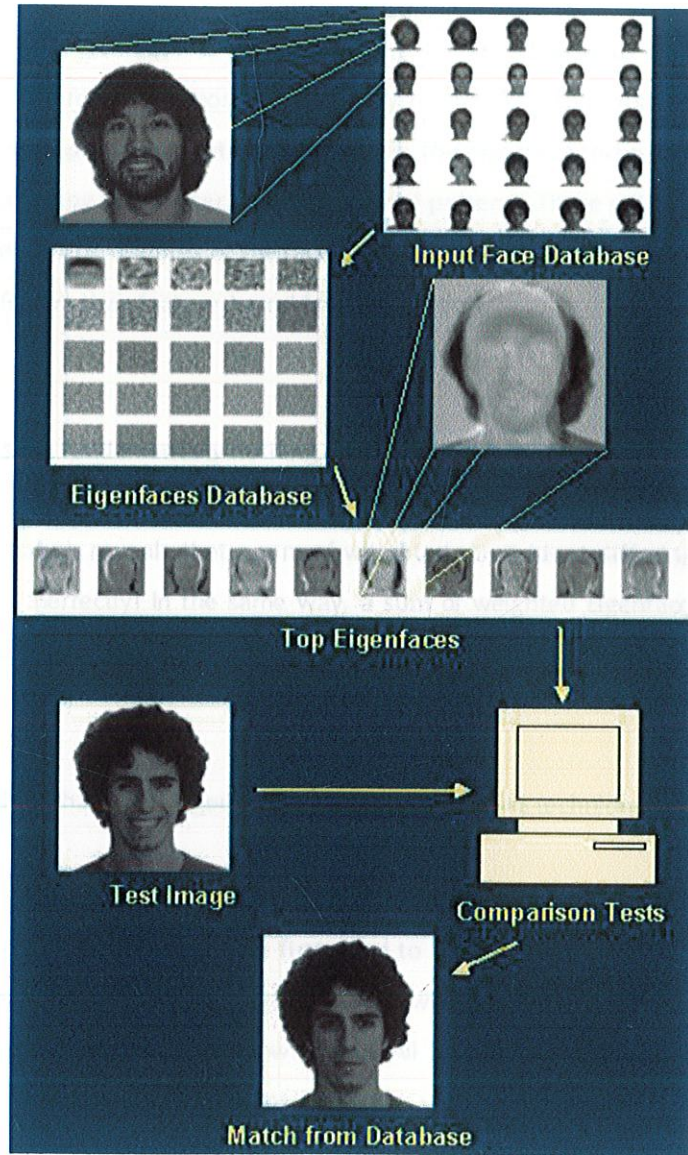 Input Face Database
Eigenfaces Database
Top Eigenfaces
Test Image
Comparison Tests
Match from Database